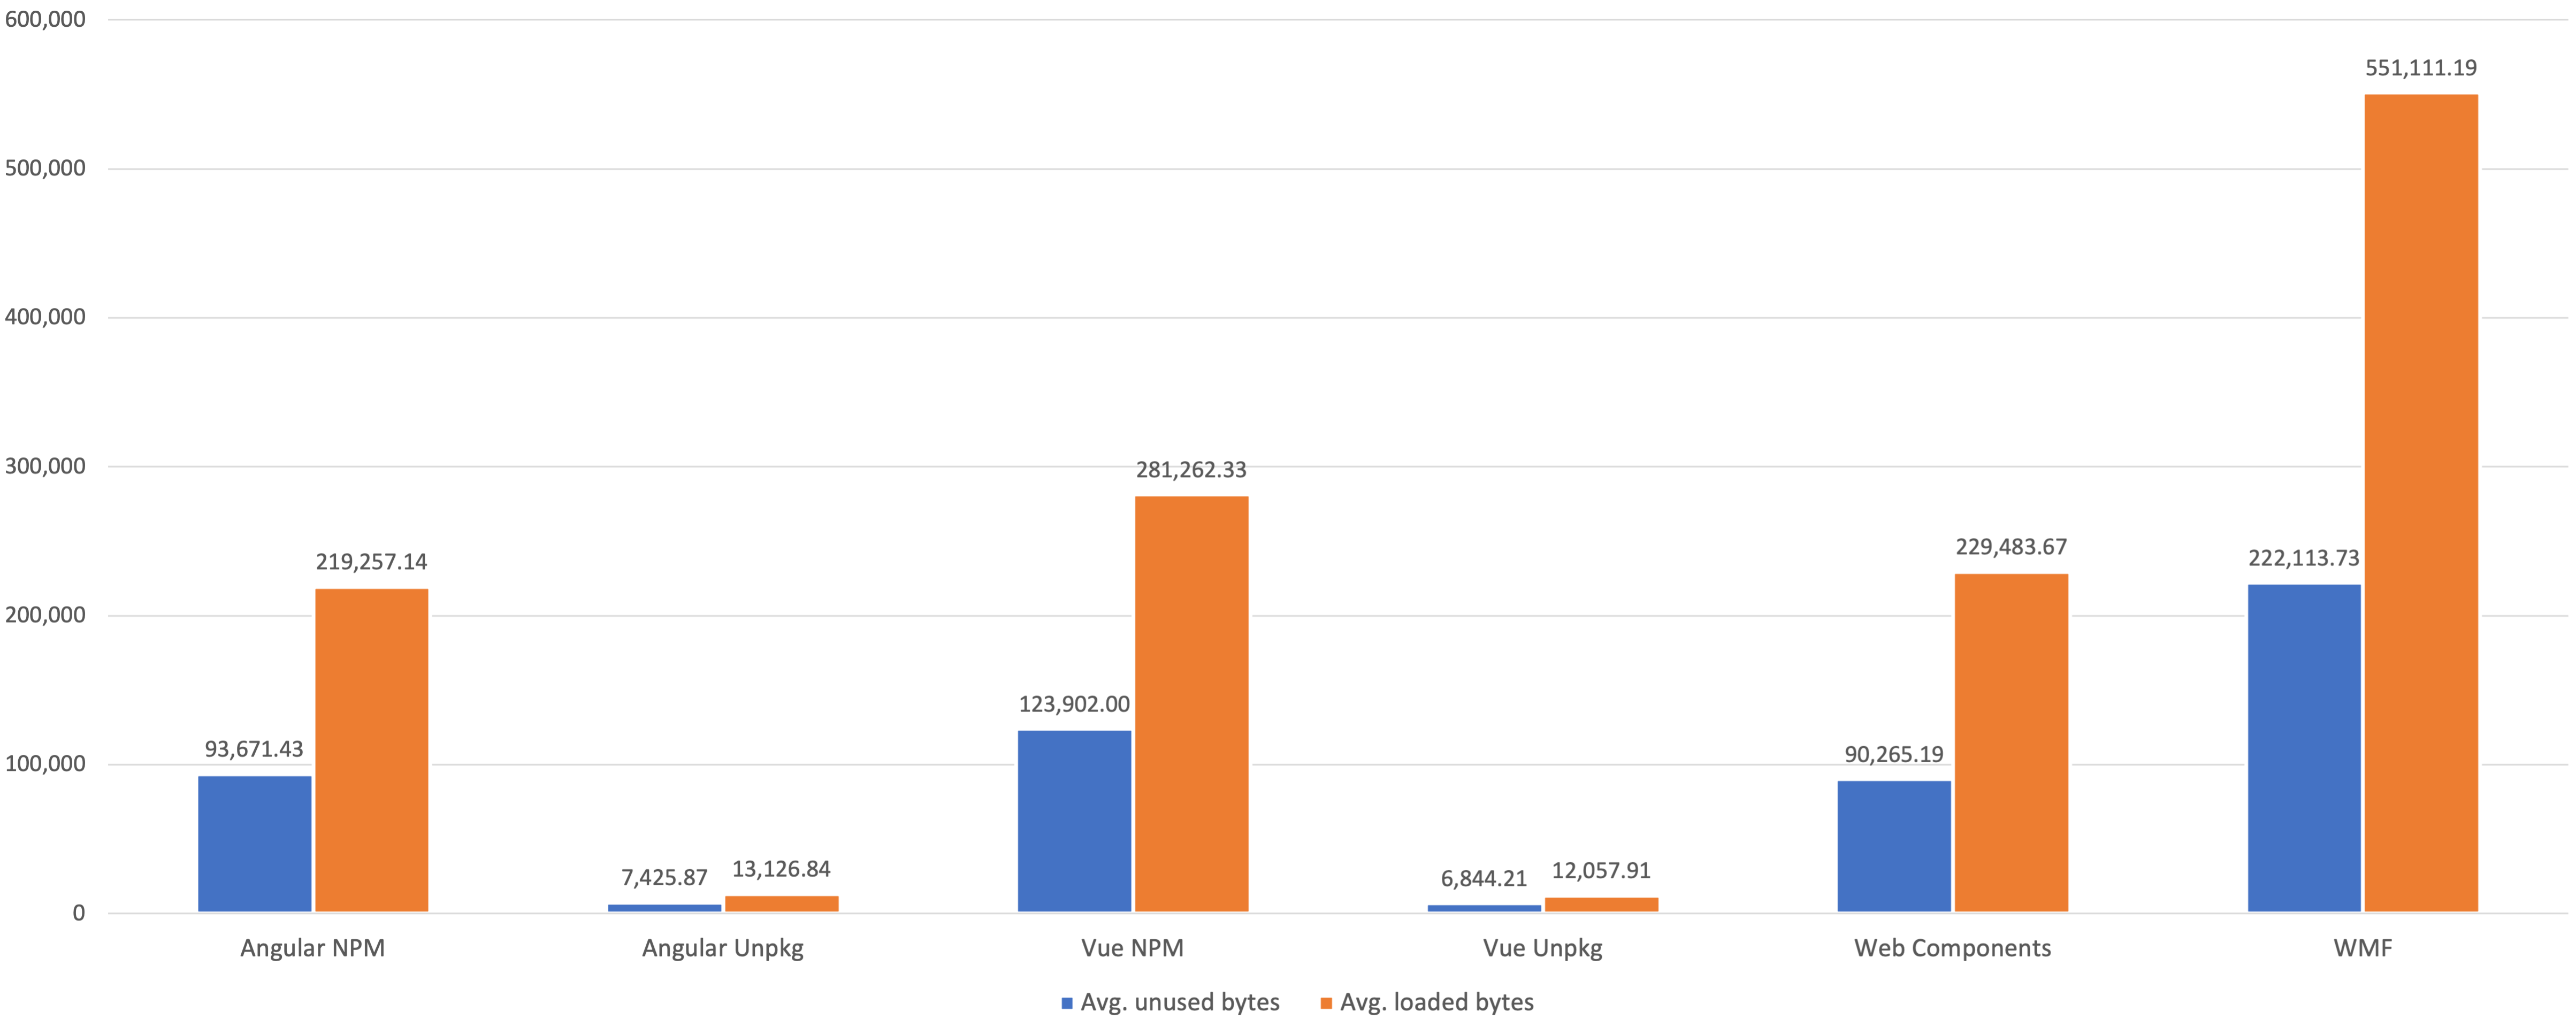 600,000
500,000
400,000
300,000
200,000
100,000
0
93,671.43
219,257.14
7,425.87
13,126.84
123,902.00
281,262.33
6,844.21
12,057.91
90,265.19
229,483.67
222,113.73
551,111.19
Angular NPM
Angular Unpkg
Vue NPM
Vue Unpkg
Web Components
WMF
Avg. unused bytes
Avg. loaded bytes